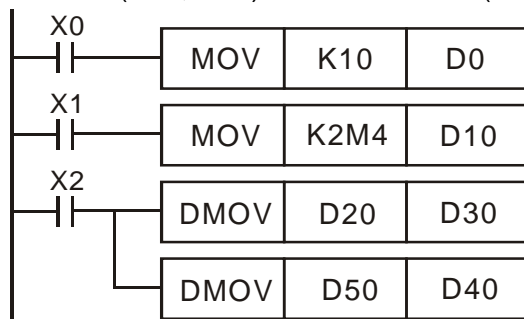 X0
MOV K10 D0
X1
MOV K2M4 D10
X2
DMOV D20 D30
DMOV D50 D40